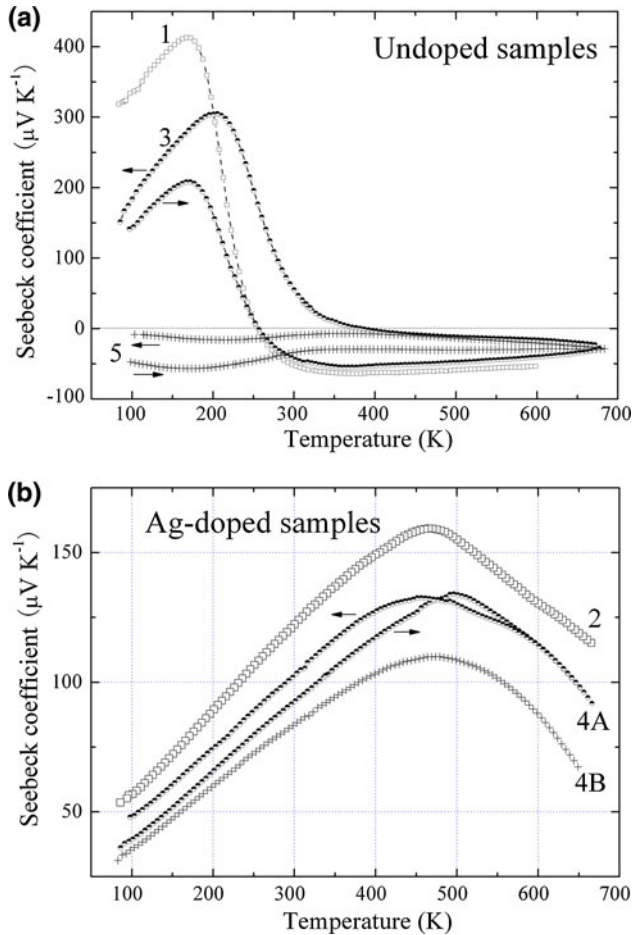 (a)
1
Undoped samples
400
300
3
200
100
0
5
-100
100 200 300 400 500 600 700
Seebeck coefficient (µV K⁻¹)
Temperature (K)
(b)
Ag-doped samples
150
2
100
4A
4B
50
100 200 300 400 500 600 700
Seebeck coefficient (µV K⁻¹)
Temperature (K)